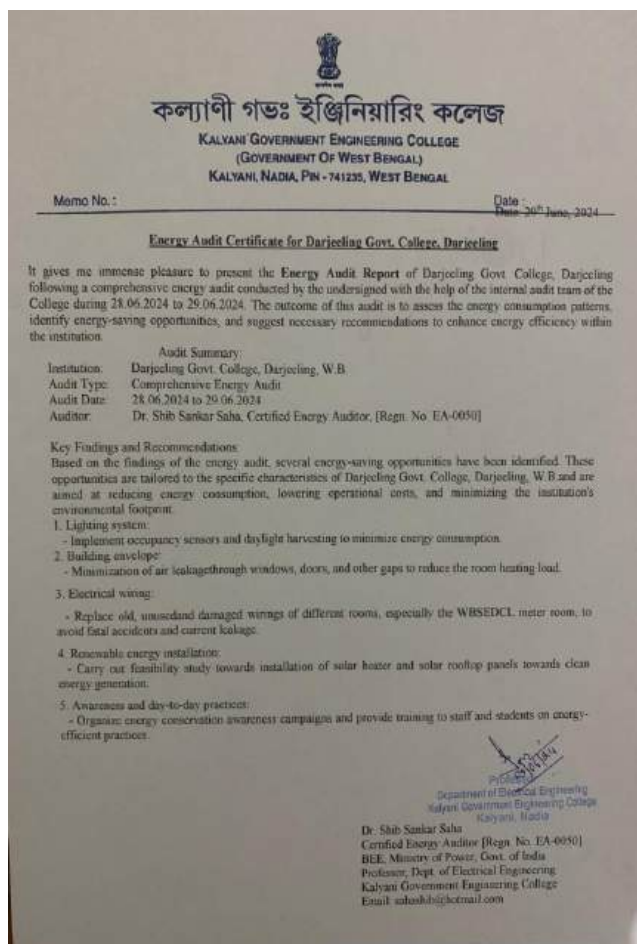 কল্যাণী গভঃ ইঞ্জিনিয়ারিং কলেজ
KALYANI GOVERNMENT ENGINEERING COLLEGE
(GOVERNMENT OF WEST BENGAL)
KALYANI, NADIA, PIN - 741235, WEST BENGAL
Memo No. : Date :
Date: 20th June, 2024
Energy Audit Certificate for Darjeeling Govt. College, Darjeeling
It gives me immense pleasure to present the Energy Audit Report of Darjeeling Govt. College, Darjeeling
following a comprehensive energy audit conducted by the undersigned with the help of the internal audit team of the
College during 28.06.2024 to 29.06.2024. The outcome of this audit is to assess the energy consumption patterns,
identify energy-saving opportunities, and suggest necessary recommendations to enhance energy efficiency within
the institution.
Audit Summary:
Institution: Darjeeling Govt. College, Darjeeling, W.B
Audit Type: Comprehensive Energy Audit
Audit Date: 28.06.2024 to 29.06.2024
Auditor: Dr. Shib Sankar Saha, Certified Energy Auditor, [Regn. No. EA-0050]
Key Findings and Recommendations
Based on the findings of the energy audit, several energy-saving opportunities have been identified. These
opportunities are tailored to the specific characteristics of Darjeeling Govt. College, Darjeeling, W.B.and are
aimed at reducing energy consumption, lowering operational costs, and minimizing the institution's
environmental footprint.
1. Lighting system:
- Implement occupancy sensors and daylight harvesting to minimize energy consumption.
2. Building envelope:
- Minimization of air leakagethrough windows, doors, and other gaps to reduce the room heating load.
3. Electrical wiring:
- Replace old, unusedand damaged wirings of different rooms, especially the WBSEDCL meter room, to
avoid fatal accidents and current leakage.
4. Renewable energy installation:
- Carry out feasibility study towards installation of solar heater and solar rooftop panels towards clean
energy generation.
5. Awareness and day-to-day practices:
- Organize energy conservation awareness campaigns and provide training to staff and students on energy-
efficient practices.
Professor
Department of Electrical Engineering
Kalyani Government Engineering College
Kalyani, Nadia
Dr. Shib Sankar Saha
Certified Energy Auditor [Regn. No. EA-0050]
BEE, Ministry of Power, Govt. of India
Professor, Dept. of Electrical Engineering
Kalyani Government Engineering College
Email: sahashib@hotmail.com